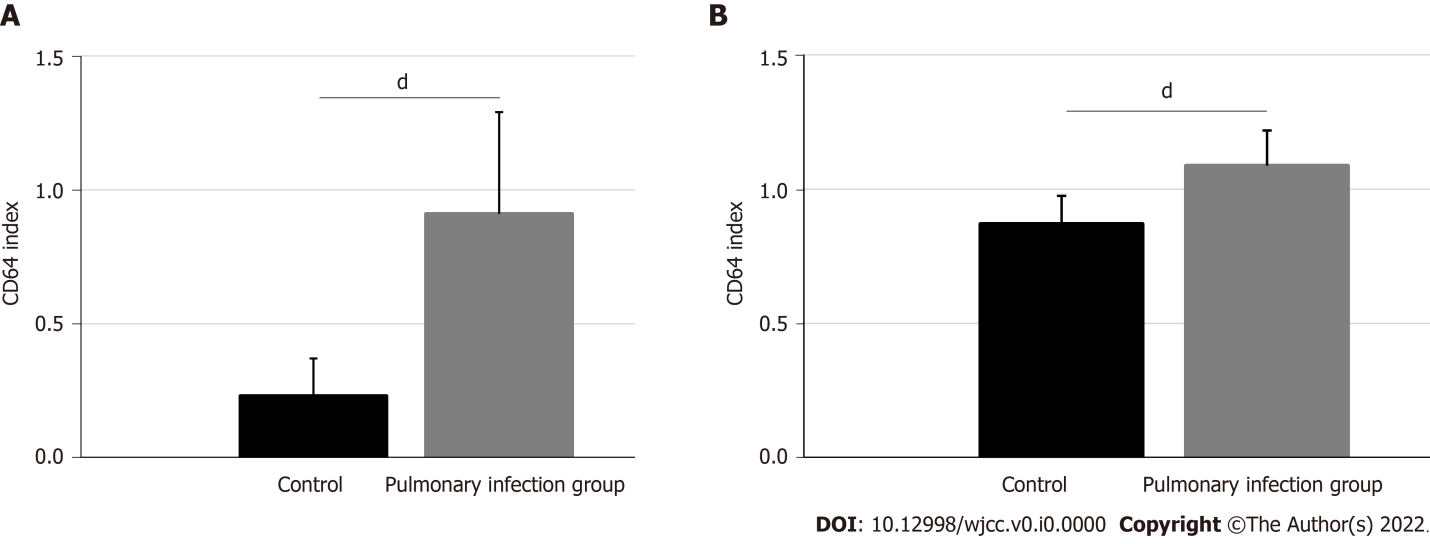 A
1.5
d
1.0
CD64 index
0.5
0.0
Control Pulmonary infection group
B
1.5
d
1.0
CD64 index
0.5
0.0
Control Pulmonary infection group
DOI: 10.12998/wjcc.v0.i0.0000 Copyright ©The Author(s) 2022.